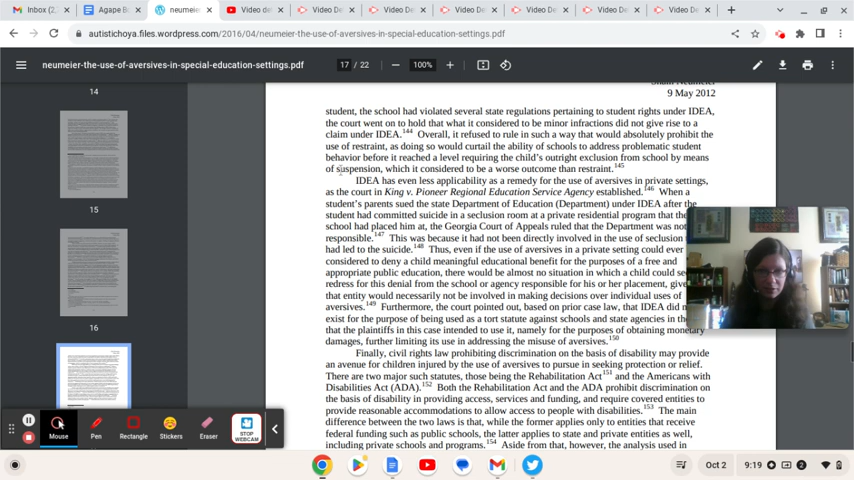 Inbox (2
Agape B
neumeie
Video de
Video De
Video De
Video De
Video De
Video De
Video De
autistichoya.files.wordpress.com/2016/04/neumeier-the-use-of-aversives-in-special-education-settings.pdf
neumeier-the-use-of-aversives-in-special-education-settings.pdf
17 / 22
100%
14
15
16
9 May 2012
student, the school had violated several state regulations pertaining to student rights under IDEA,
the court went on to hold that what it considered to be minor infractions did not give rise to a
claim under IDEA.144 Overall, it refused to rule in such a way that would absolutely prohibit the
use of restraint, as doing so would curtail the ability of schools to address problematic student
behavior before it reached a level requiring the child's outright exclusion from school by means
of suspension, which it considered to be a worse outcome than restraint.145
IDEA has even less applicability as a remedy for the use of aversives in private settings,
as the court in King v. Pioneer Regional Education Service Agency established.146 When a
student's parents sued the state Department of Education (Department) under IDEA after the
student had committed suicide in a seclusion room at a private residential program that the
school had placed him at, the Georgia Court of Appeals ruled that the Department was not
responsible.147 This was because it had not been directly involved in the use of seclusion
had led to the suicide.148 Thus, even if the use of aversives in a private setting could ever
considered to deny a child meaningful educational benefit for the purposes of a free and
appropriate public education, there would be almost no situation in which a child could se
redress for this denial from the school or agency responsible for his or her placement, give
that entity would necessarily not be involved in making decisions over individual uses of
aversives.149 Furthermore, the court pointed out, based on prior case law, that IDEA did n
exist for the purpose of being used as a tort statute against schools and state agencies in the
that the plaintiffs in this case intended to use it, namely for the purposes of obtaining monetary
damages, further limiting its use in addressing the misuse of aversives.150
Finally, civil rights law prohibiting discrimination on the basis of disability may provide
an avenue for children injured by the use of aversives to pursue in seeking protection or relief.
There are two major such statutes, those being the Rehabilitation Act151 and the Americans with
Disabilities Act (ADA).152 Both the Rehabilitation Act and the ADA prohibit discrimination on
the basis of disability in providing access, services and funding, and require covered entities to
provide reasonable accommodations to allow access to people with disabilities.153 The main
difference between the two laws is that, while the former applies only to entities that receive
federal funding such as public schools, the latter applies to state and private entities as well,
including private schools and programs.154 Aside from that, however, the analysis used in
Mouse
Pen
Rectangle
Stickers
Eraser
STOP
WEBCAM
Oct 2
9:19
2